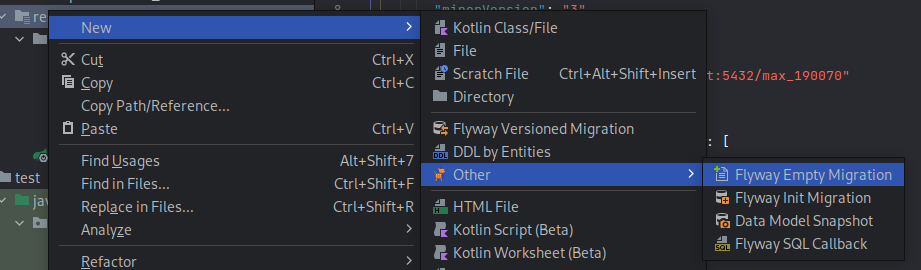 re
"minorVersion": "3"
New
Cut Ctrl+X
Copy Ctrl+C
Copy Path/Reference...
Paste Ctrl+V
Find Usages Alt+Shift+7
Find in Files... Ctrl+Shift+F
Replace in Files... Ctrl+Shift+R
Analyze
Refactor
Kotlin Class/File
File
Scratch File Ctrl+Alt+Shift+Insert
Directory
Flyway Versioned Migration
DDL by Entities
Other
HTML File
Kotlin Script (Beta)
Kotlin Worksheet (Beta)
Flyway Empty Migration
Flyway Init Migration
Data Model Snapshot
Flyway SQL Callback
t:5432/max_190070"
: [
test
jav